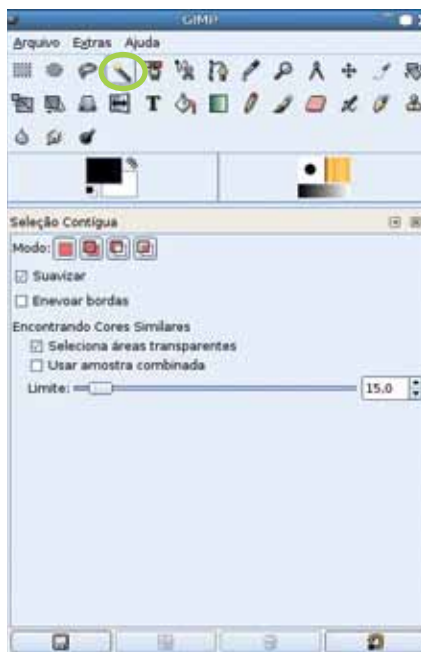 GIMP
Arquivo Extras Ajuda
Seleção Contígua
Modo:
Suavizar
Enevoar bordas
Encontrando Cores Similares
Seleciona áreas transparentes
Usar amostra combinada
Limite: 15.0